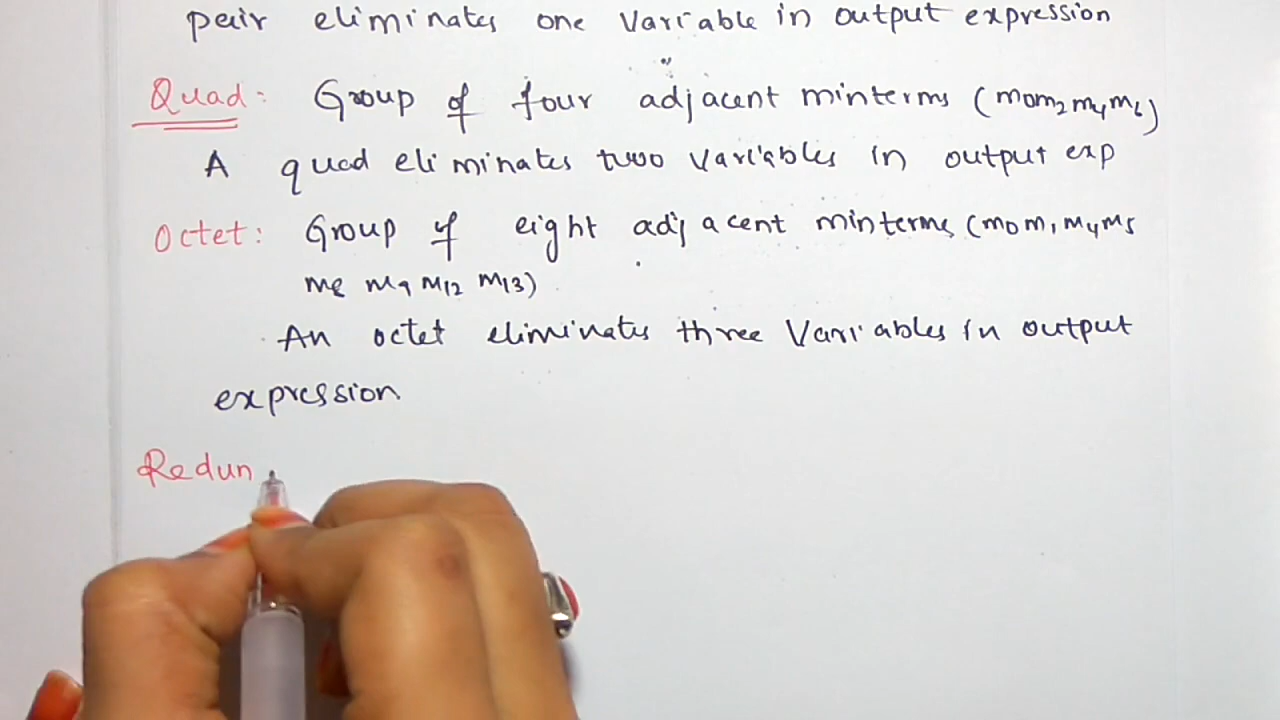 pair eliminates one variable in output expression
Quad: Group of four adjacent minterms (m0m2m4m6)
A quad eliminates two variables in output exp
Octet: Group of eight adjacent minterms (m0m1m4m5
m8 m9 m12 m13)
An octet eliminates three variables in output
expression
Redun